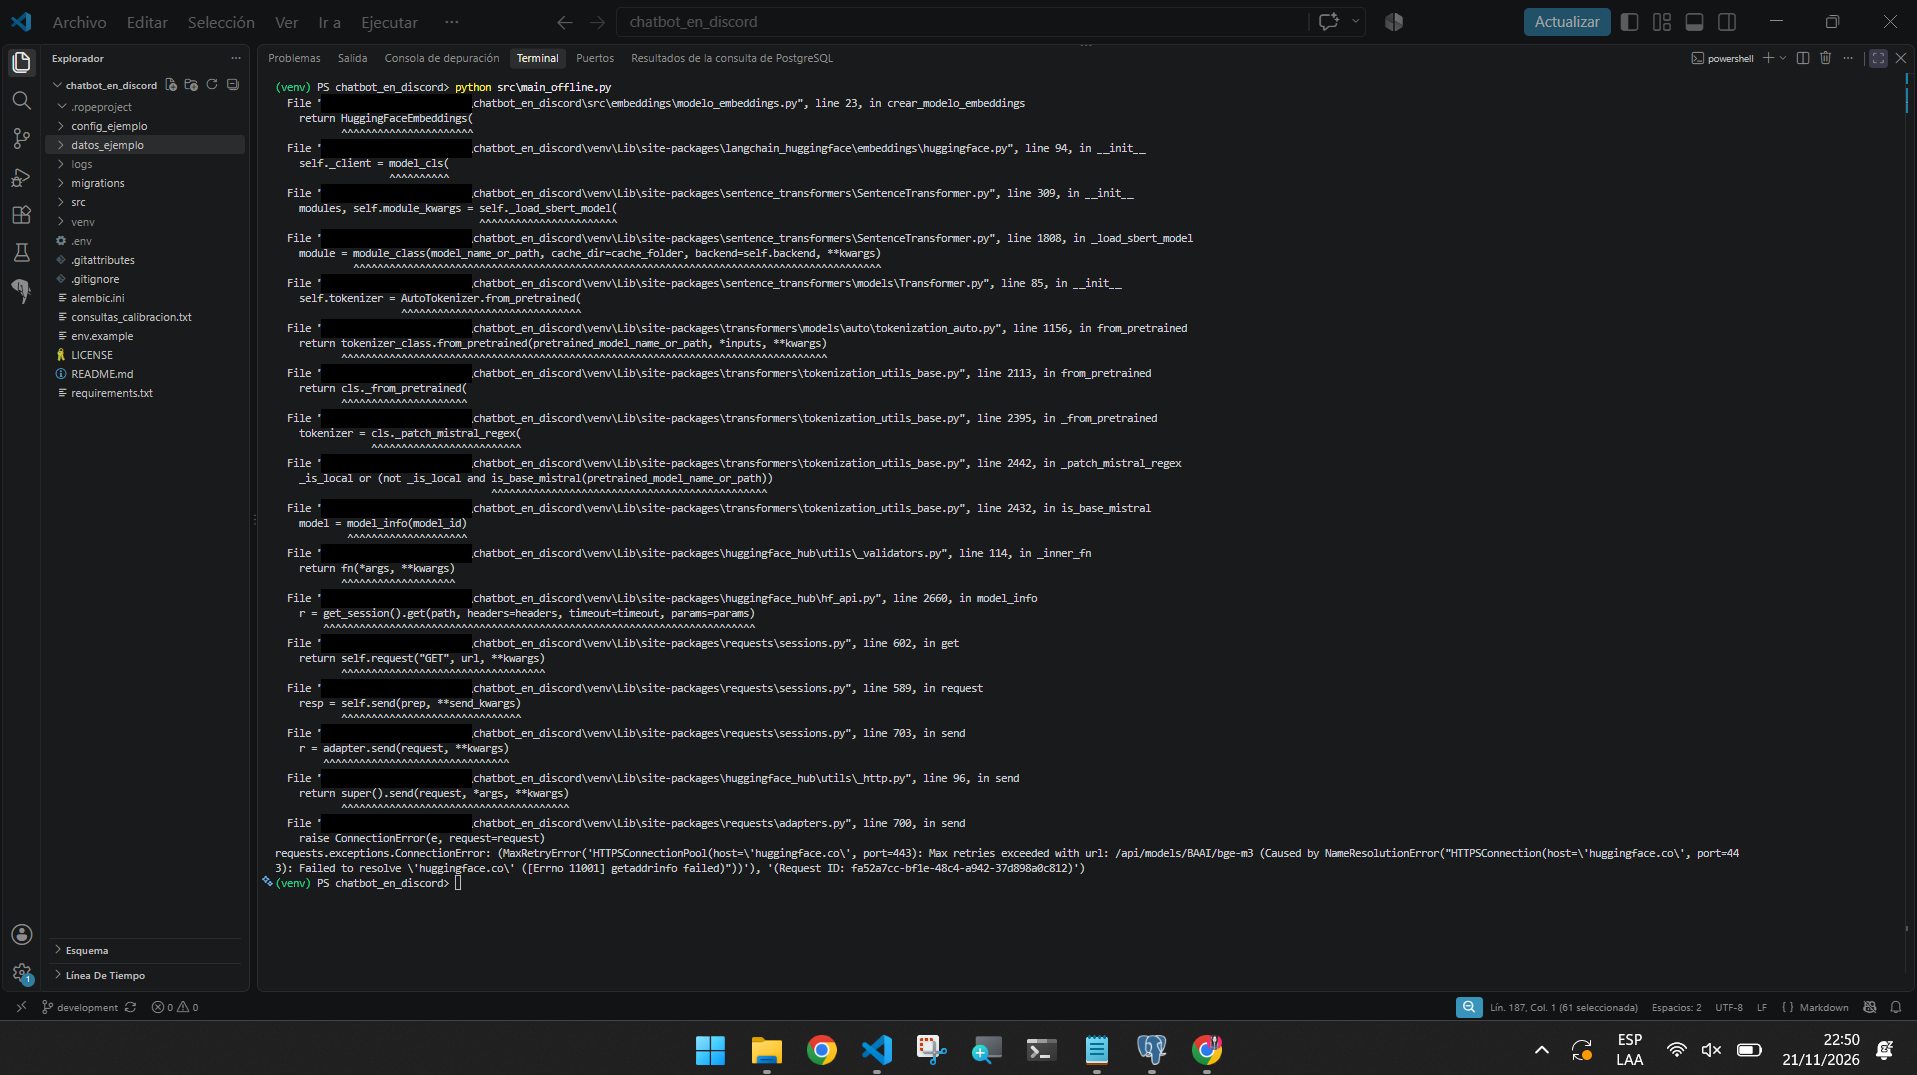 Archivo Editar Selección Ver Ir a Ejecutar ···
chatbot_en_discord
Actualizar
Explorador
chatbot_en_discord
.ropeproject
config_ejemplo
datos_ejemplo
logs
migrations
src
venv
.env
.gitattributes
.gitignore
alembic.ini
consultas_calibracion.txt
env.example
LICENSE
README.md
requirements.txt
Esquema
Línea De Tiempo
Problemas Salida Consola de depuración Terminal Puertos Resultados de la consulta de PostgreSQL
powershell
(venv) PS chatbot_en_discord> python src\main_offline.py
File " chatbot_en_discord\src\embeddings\modelo_embeddings.py", line 23, in crear_modelo_embeddings
return HuggingFaceEmbeddings(
^^^^^^^^^^^^^^^^^^^^^^
File " chatbot_en_discord\venv\Lib\site-packages\langchain_huggingface\embeddings\huggingface.py", line 94, in __init__
self._client = model_cls(
^^^^^^^^^^
File " chatbot_en_discord\venv\Lib\site-packages\sentence_transformers\SentenceTransformer.py", line 309, in __init__
modules, self.module_kwargs = self._load_sbert_model(
^^^^^^^^^^^^^^^^^^^^^^^
File " chatbot_en_discord\venv\Lib\site-packages\sentence_transformers\SentenceTransformer.py", line 1808, in _load_sbert_model
module = module_class(model_name_or_path, cache_dir=cache_folder, backend=self.backend, **kwargs)
^^^^^^^^^^^^^^^^^^^^^^^^^^^^^^^^^^^^^^^^^^^^^^^^^^^^^^^^^^^^^^^^^^^^^^^^^^^^^^^^^^^^^^^^
File " chatbot_en_discord\venv\Lib\site-packages\sentence_transformers\models\Transformer.py", line 85, in __init__
self.tokenizer = AutoTokenizer.from_pretrained(
^^^^^^^^^^^^^^^^^^^^^^^^^^^^^^
File " chatbot_en_discord\venv\Lib\site-packages\transformers\models\auto\tokenization_auto.py", line 1156, in from_pretrained
return tokenizer_class.from_pretrained(pretrained_model_name_or_path, *inputs, **kwargs)
^^^^^^^^^^^^^^^^^^^^^^^^^^^^^^^^^^^^^^^^^^^^^^^^^^^^^^^^^^^^^^^^^^^^^^^^^^^^^^^^^
File " chatbot_en_discord\venv\Lib\site-packages\transformers\tokenization_utils_base.py", line 2113, in from_pretrained
return cls._from_pretrained(
^^^^^^^^^^^^^^^^^^^^^
File " chatbot_en_discord\venv\Lib\site-packages\transformers\tokenization_utils_base.py", line 2395, in _from_pretrained
tokenizer = cls._patch_mistral_regex(
^^^^^^^^^^^^^^^^^^^^^^^^^
File " chatbot_en_discord\venv\Lib\site-packages\transformers\tokenization_utils_base.py", line 2442, in _patch_mistral_regex
_is_local or (not _is_local and is_base_mistral(pretrained_model_name_or_path))
^^^^^^^^^^^^^^^^^^^^^^^^^^^^^^^^^^^^^^^^^^^^^^
File " chatbot_en_discord\venv\Lib\site-packages\transformers\tokenization_utils_base.py", line 2432, in is_base_mistral
model = model_info(model_id)
^^^^^^^^^^^^^^^^^^^^
File " chatbot_en_discord\venv\Lib\site-packages\huggingface_hub\utils\_validators.py", line 114, in _inner_fn
return fn(*args, **kwargs)
^^^^^^^^^^^^^^^^^^^
File " chatbot_en_discord\venv\Lib\site-packages\huggingface_hub\hf_api.py", line 2660, in model_info
r = get_session().get(path, headers=headers, timeout=timeout, params=params)
^^^^^^^^^^^^^^^^^^^^^^^^^^^^^^^^^^^^^^^^^^^^^^^^^^^^^^^^^^^^^^^^^^^^^^^^
File " chatbot_en_discord\venv\Lib\site-packages\requests\sessions.py", line 602, in get
return self.request("GET", url, **kwargs)
^^^^^^^^^^^^^^^^^^^^^^^^^^^^^^^^^^
File " chatbot_en_discord\venv\Lib\site-packages\requests\sessions.py", line 589, in request
resp = self.send(prep, **send_kwargs)
^^^^^^^^^^^^^^^^^^^^^^^^^^^^^^
File " chatbot_en_discord\venv\Lib\site-packages\requests\sessions.py", line 703, in send
r = adapter.send(request, **kwargs)
^^^^^^^^^^^^^^^^^^^^^^^^^^^^^^^
File " chatbot_en_discord\venv\Lib\site-packages\huggingface_hub\utils\_http.py", line 96, in send
return super().send(request, *args, **kwargs)
^^^^^^^^^^^^^^^^^^^^^^^^^^^^^^^^^^^^^^
File " chatbot_en_discord\venv\Lib\site-packages\requests\adapters.py", line 700, in send
raise ConnectionError(e, request=request)
requests.exceptions.ConnectionError: (MaxRetryError('HTTPSConnectionPool(host=\'huggingface.co\', port=443): Max retries exceeded with url: /api/models/BAAI/bge-m3 (Caused by NameResolutionError("HTTPSConnection(host=\'huggingface.co\', port=44
3): Failed to resolve \'huggingface.co\' ([Errno 11001] getaddrinfo failed)"))'), '(Request ID: fa52a7cc-bf1e-48c4-a942-37d898a0c812)')
(venv) PS chatbot_en_discord>
1
development
0 0
Lín. 187, Col. 1 (61 seleccionada) Espacios: 2 UTF-8 LF { } Markdown
ESP
LAA
22:50
21/11/2026